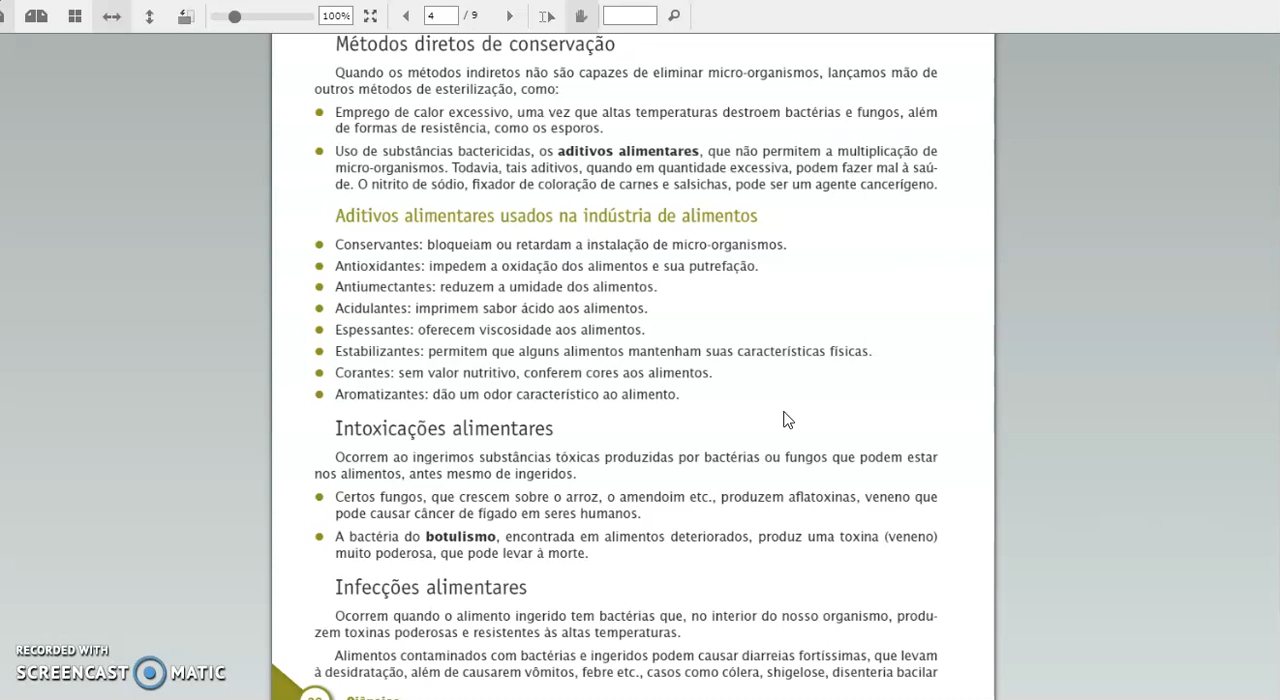 100%
4 / 9
Métodos diretos de conservação
Quando os métodos indiretos não são capazes de eliminar micro-organismos, lançamos mão de
outros métodos de esterilização, como:
Emprego de calor excessivo, uma vez que altas temperaturas destroem bactérias e fungos, além
de formas de resistência, como os esporos.
Uso de substâncias bactericidas, os aditivos alimentares, que não permitem a multiplicação de
micro-organismos. Todavia, tais aditivos, quando em quantidade excessiva, podem fazer mal à saú-
de. O nitrito de sódio, fixador de coloração de carnes e salsichas, pode ser um agente cancerígeno.
Aditivos alimentares usados na indústria de alimentos
Conservantes: bloqueiam ou retardam a instalação de micro-organismos.
Antioxidantes: impedem a oxidação dos alimentos e sua putrefação.
Antiumectantes: reduzem a umidade dos alimentos.
Acidulantes: imprimem sabor ácido aos alimentos.
Espessantes: oferecem viscosidade aos alimentos.
Estabilizantes: permitem que alguns alimentos mantenham suas características físicas.
Corantes: sem valor nutritivo, conferem cores aos alimentos.
Aromatizantes: dão um odor característico ao alimento.
Intoxicações alimentares
Ocorrem ao ingerimos substâncias tóxicas produzidas por bactérias ou fungos que podem estar
nos alimentos, antes mesmo de ingeridos.
Certos fungos, que crescem sobre o arroz, o amendoim etc., produzem aflatoxinas, veneno que
pode causar câncer de fígado em seres humanos.
A bactéria do botulismo, encontrada em alimentos deteriorados, produz uma toxina (veneno)
muito poderosa, que pode levar à morte.
Infecções alimentares
Ocorrem quando o alimento ingerido tem bactérias que, no interior do nosso organismo, produ-
zem toxinas poderosas e resistentes às altas temperaturas.
Alimentos contaminados com bactérias e ingeridos podem causar diarreias fortíssimas, que levam
à desidratação, além de causarem vômitos, febre etc., casos como cólera, shigelose, disenteria bacilar
RECORDED WITH
SCREENCAST MATIC